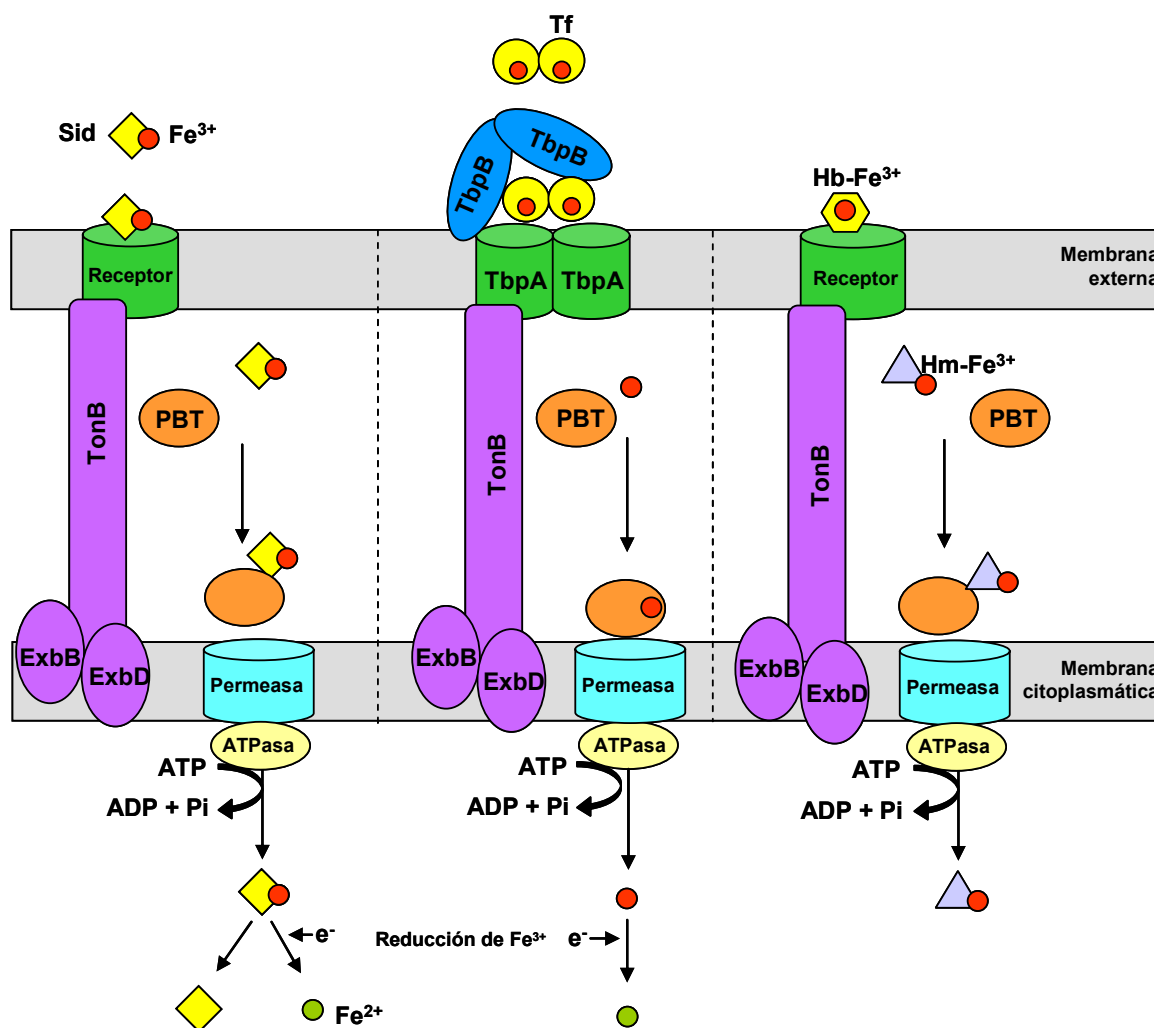 Tf
TbpB
TbpB
Sid
Fe³⁺
Hb-Fe³⁺
Receptor
TbpA
TbpA
Receptor
Membrana
externa
TonB
PBT
TonB
PBT
TonB
Hm-Fe³⁺
PBT
ExbB
ExbD
Permeasa
ExbB
ExbD
Permeasa
ExbB
ExbD
Permeasa
Membrana
citoplasmática
ATPasa
ATP
ADP + Pi
ATPasa
ATP
ADP + Pi
ATPasa
ATP
ADP + Pi
e⁻
Reducción de Fe³⁺
e⁻
Fe²⁺